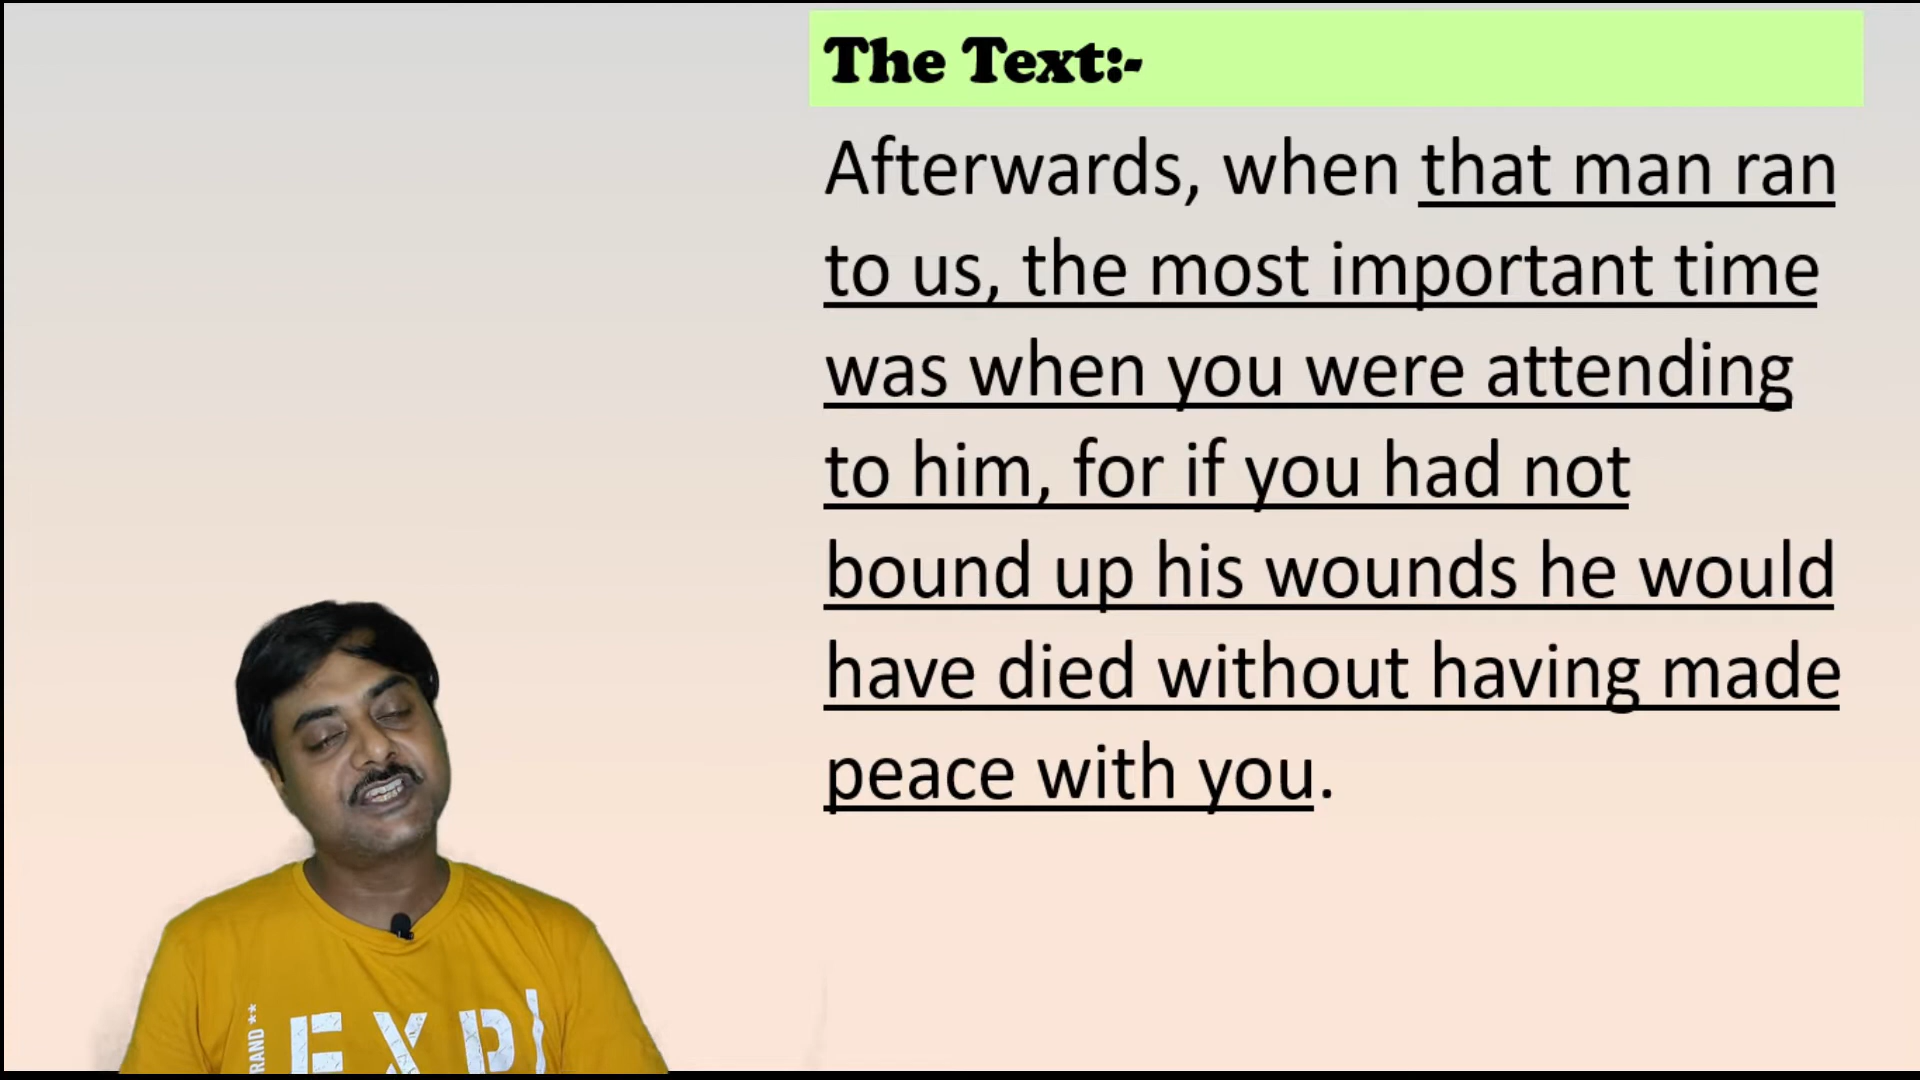 The Text:-
Afterwards, when that man ran
to us, the most important time
was when you were attending
to him, for if you had not
bound up his wounds he would
have died without having made
peace with you.
RAND **
EXP